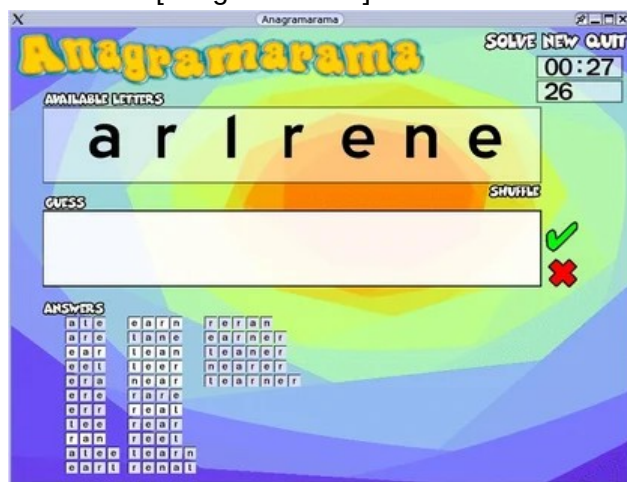 X
Anagramarama
Anagramarama
SOLVE NEW QUIT
00:27
26
AVAILABLE LETTERS
a r l r e n e
SHUFFLE
GUESS
ANSWERS
ale
are
ear
eel
era
ere
err
lee
ran
alee
earl
earn
lane
lean
leer
near
rare
real
rear
reel
learn
renal
reran
earner
leaner
nearer
learner